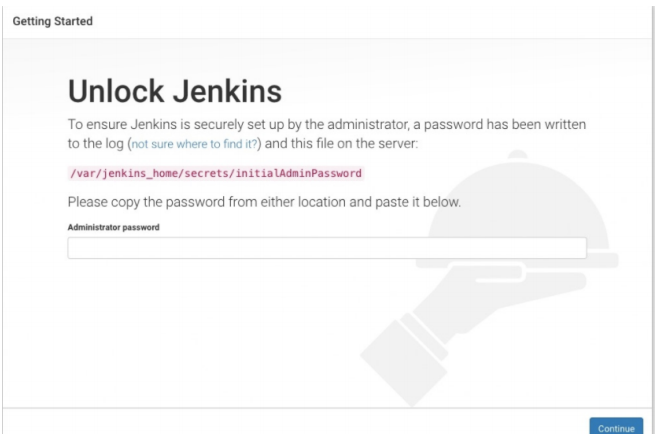 Getting Started
Unlock Jenkins
To ensure Jenkins is securely set up by the administrator, a password has been written
to the log (not sure where to find it?) and this file on the server:
/var/jenkins_home/secrets/initialAdminPassword
Please copy the password from either location and paste it below.
Administrator password
Continue